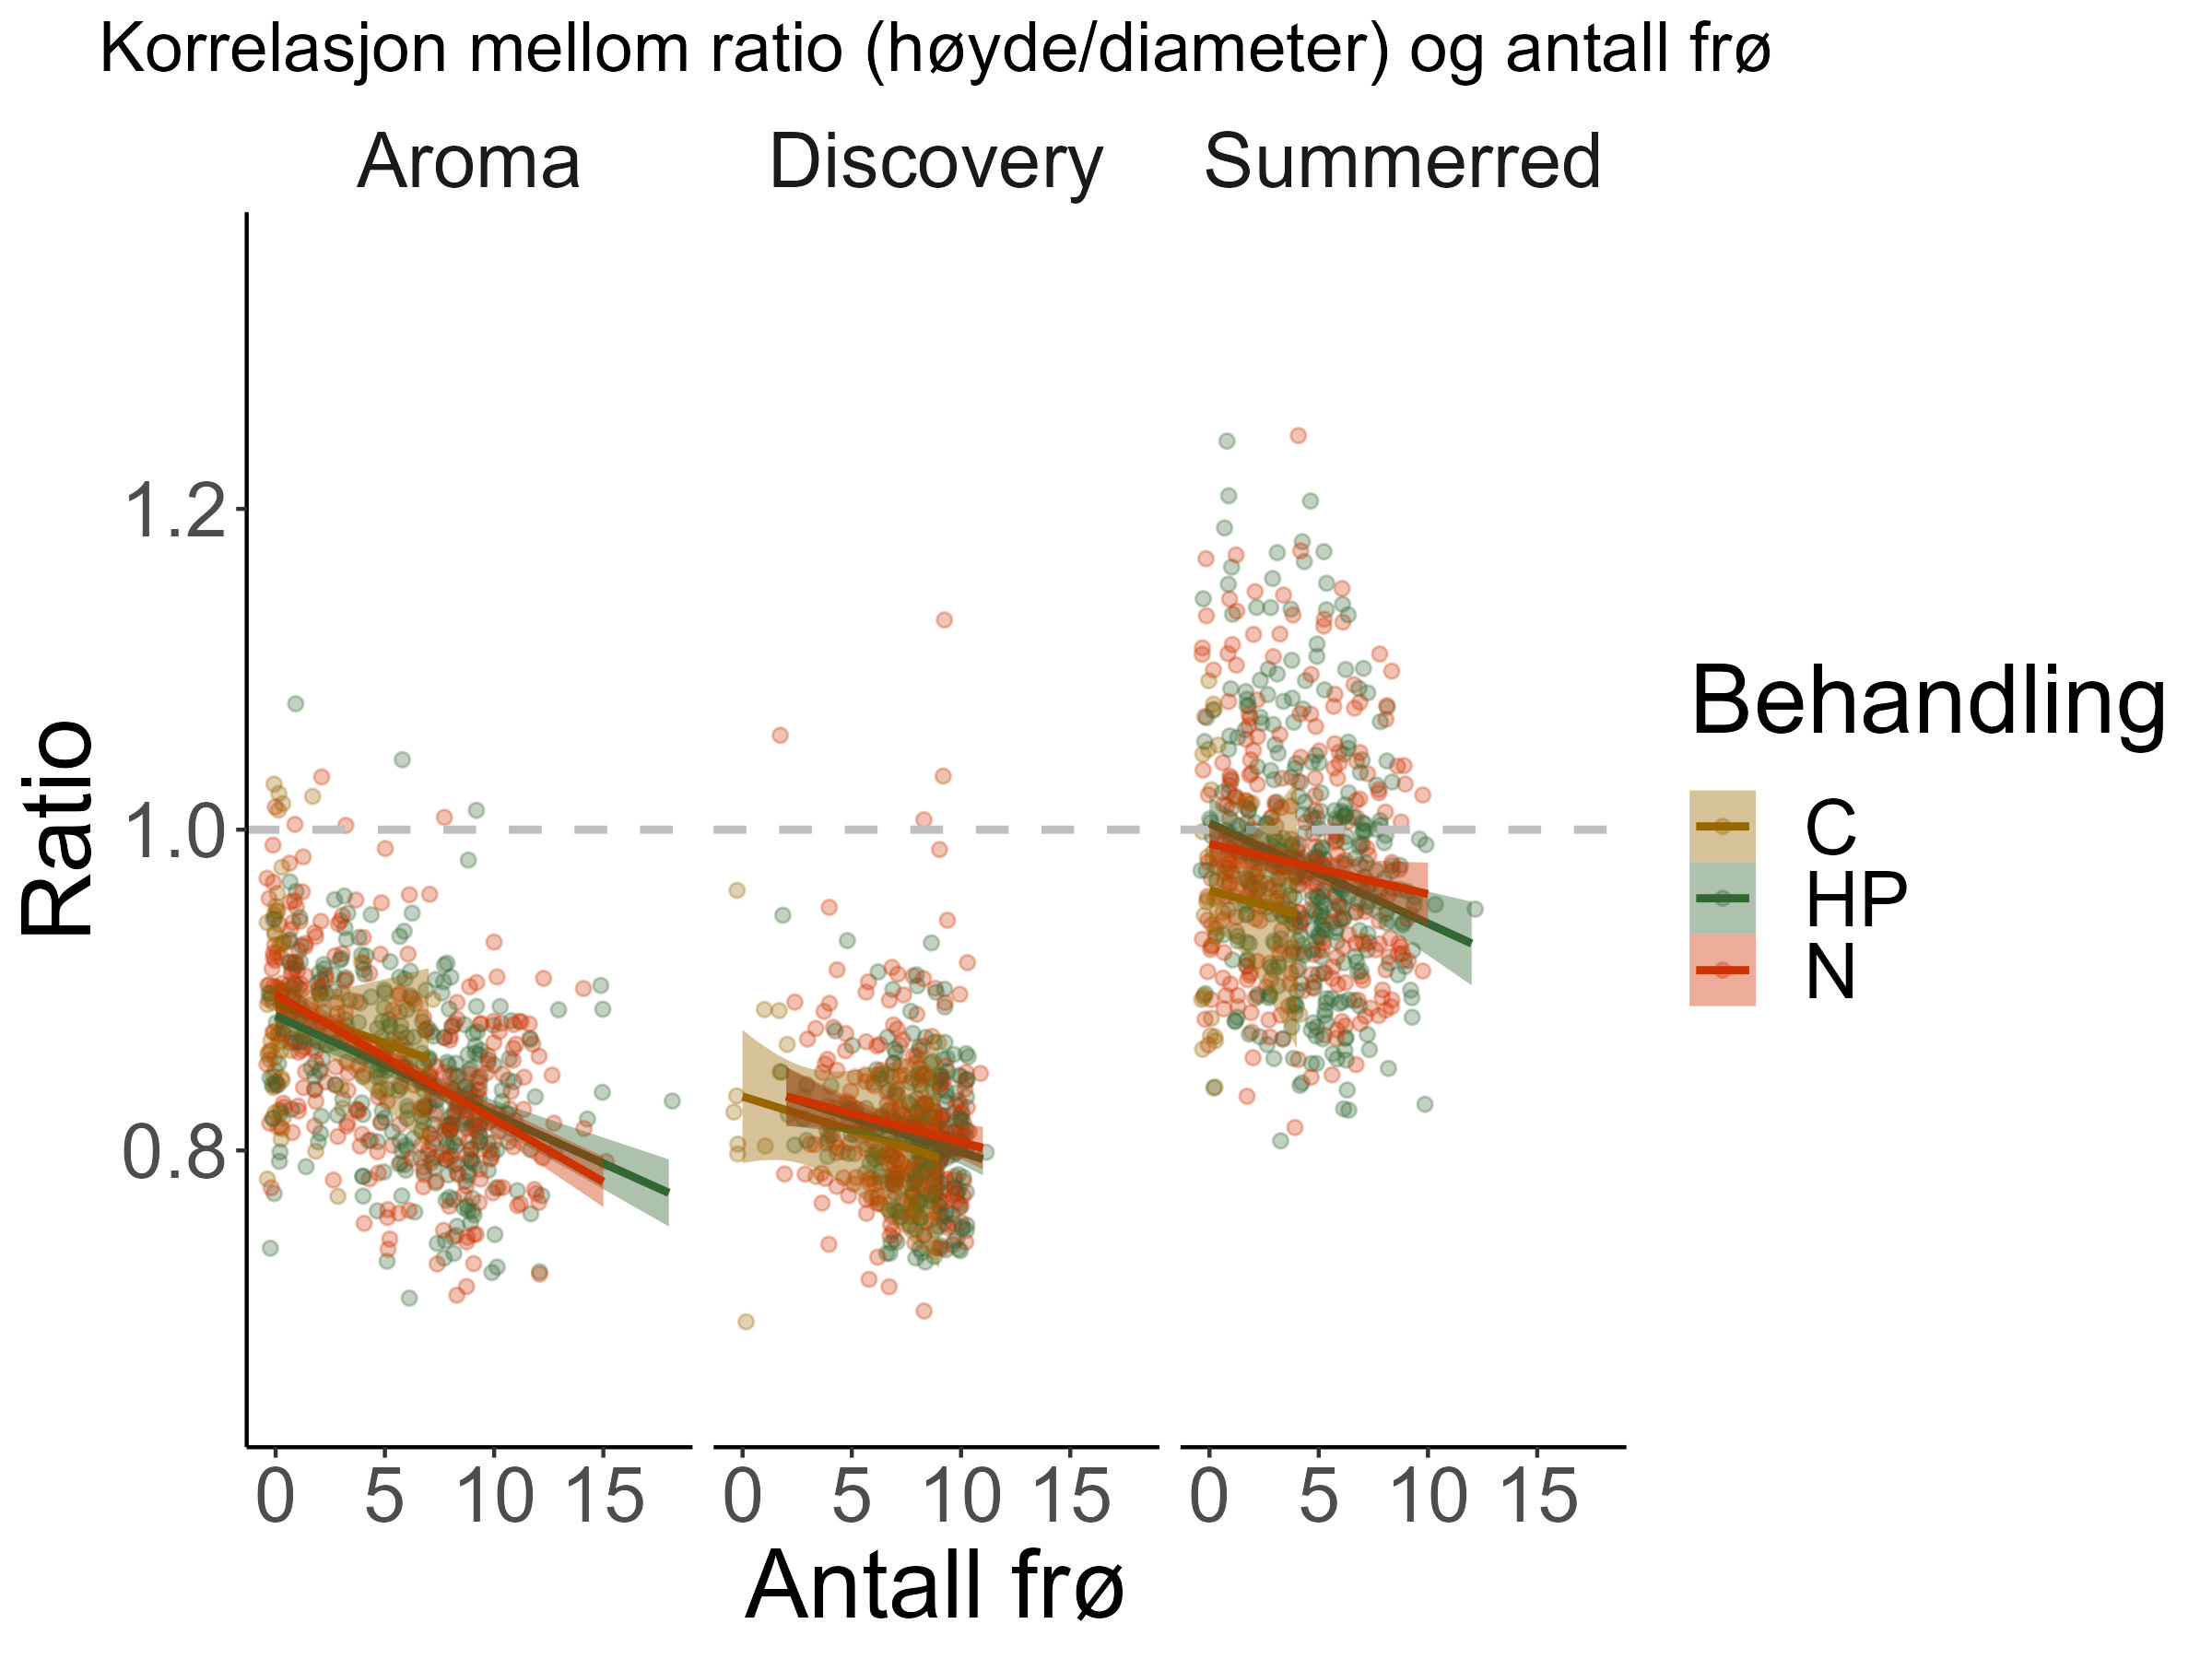 Korrelasjon mellom ratio (høyde/diameter) og antall frø
Aroma Discovery Summerred
Ratio
1.2
1.0
0.8
0 5 10 15 0 5 10 15 0 5 10 15
Antall frø
Behandling
C
HP
N